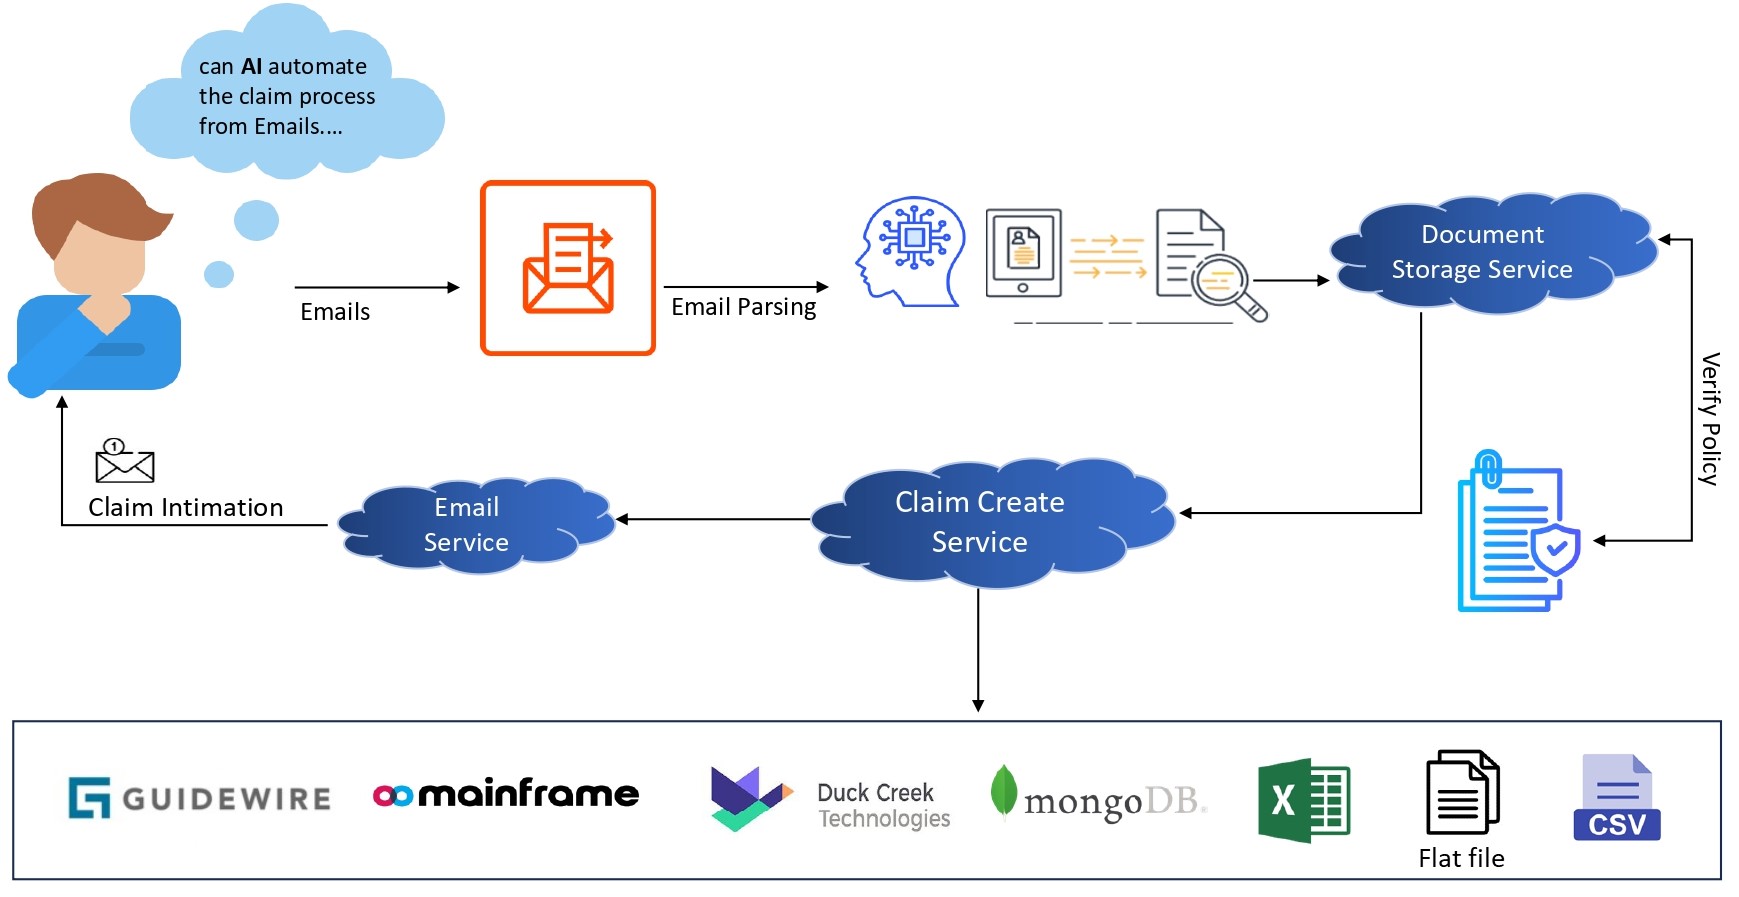 can AI automate
the claim process
from Emails....
Emails
Email Parsing
Document
Storage Service
Verify Policy
1
Claim Intimation
Email
Service
Claim Create
Service
GUIDEWIRE
mainframe
Duck Creek
Technologies
mongoDB.
X
Flat file
CSV